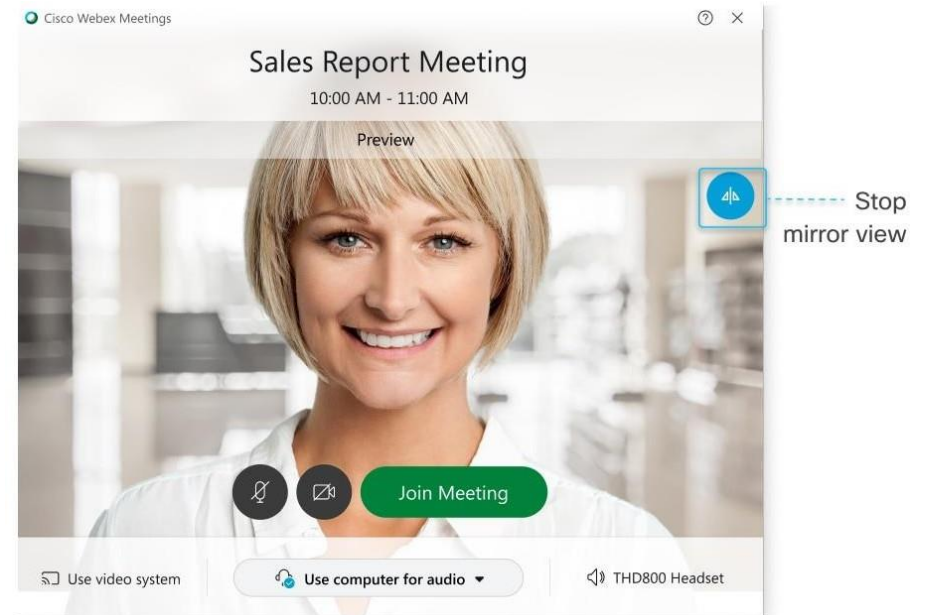 Cisco Webex Meetings
Sales Report Meeting
10:00 AM - 11:00 AM
Preview
Stop
mirror view
Join Meeting
Use video system
Use computer for audio
THD800 Headset